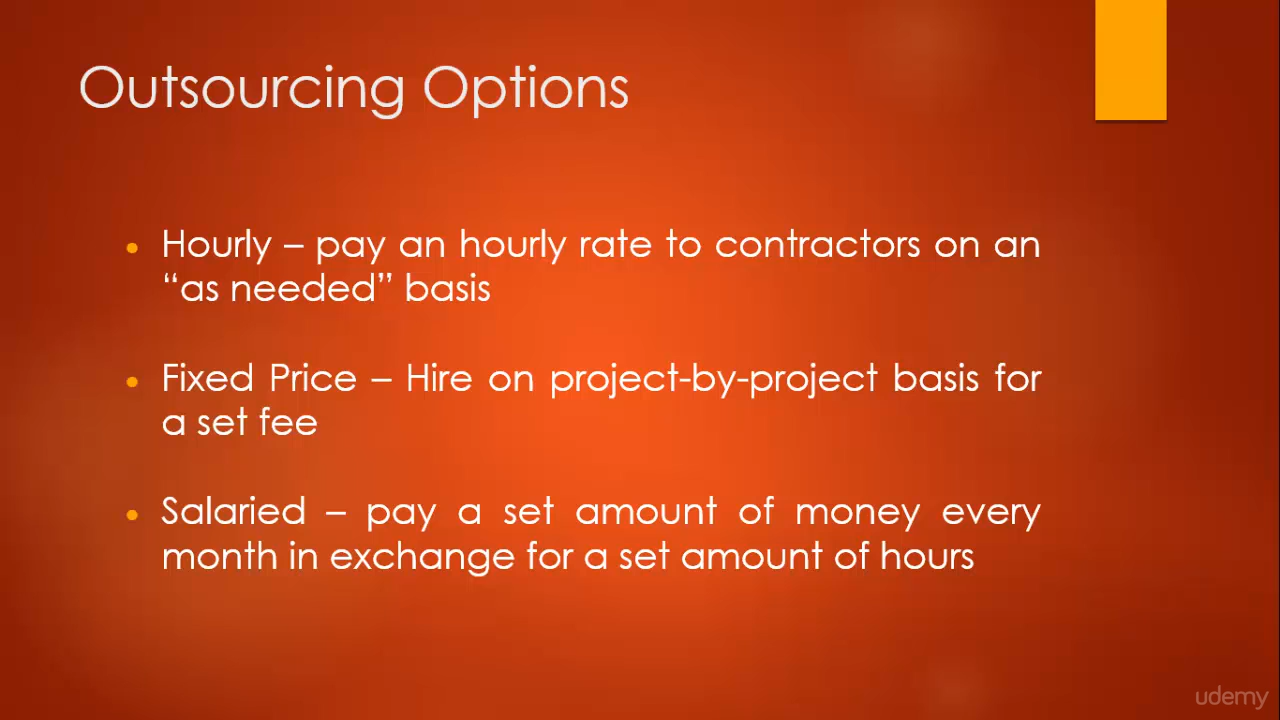 Outsourcing Options
• Hourly – pay an hourly rate to contractors on an
“as needed” basis
• Fixed Price – Hire on project-by-project basis for
a set fee
• Salaried – pay a set amount of money every
month in exchange for a set amount of hours
udemy